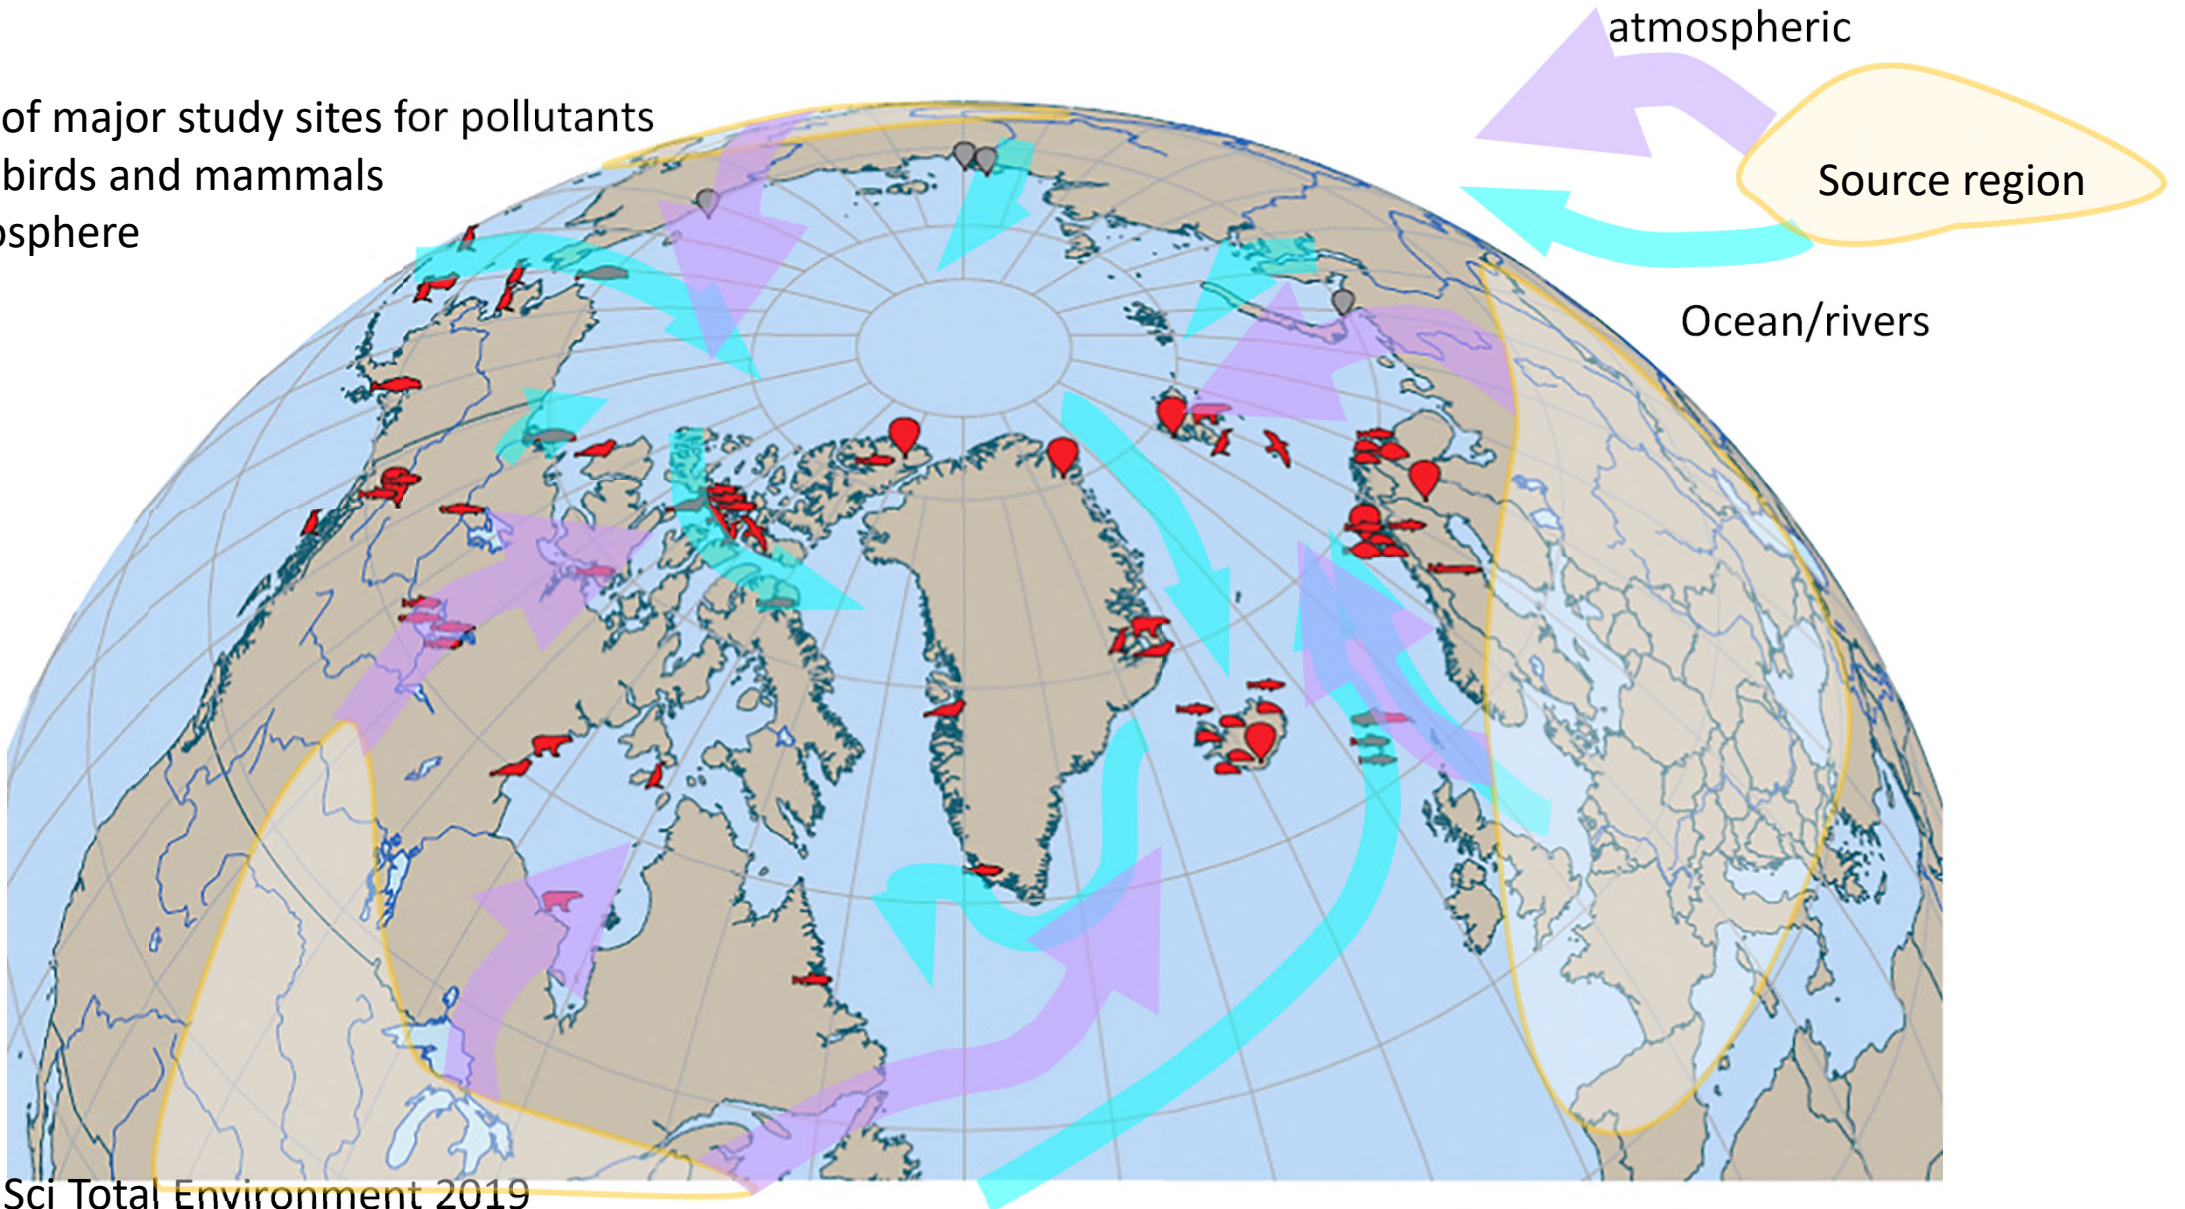 atmospheric
of major study sites for pollutants
birds and mammals
osphere
Source region
Ocean/rivers
Sci Total Environment 2019